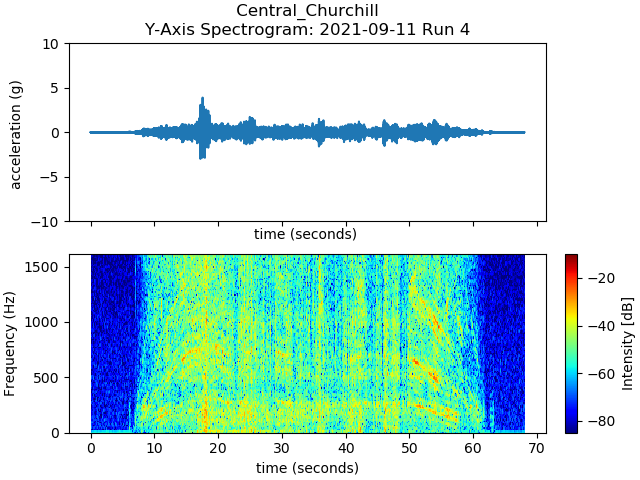 Central_Churchill
Y-Axis Spectrogram: 2021-09-11 Run 4
10
5
0
−5
−10
acceleration (g)
time (seconds)
1500
1000
500
0
Frequency (Hz)
0 10 20 30 40 50 60 70
time (seconds)
−20
−40
−60
−80
Intensity [dB]